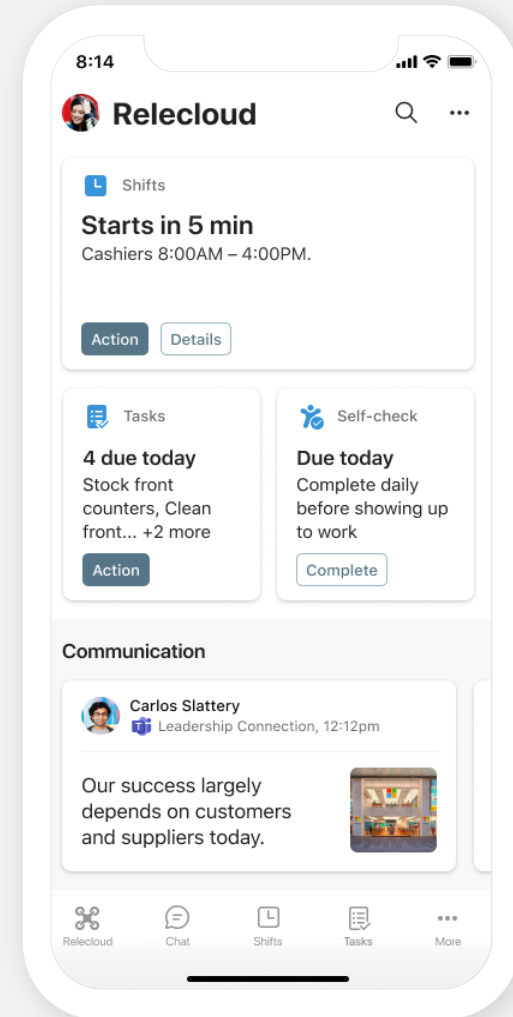 8:14
Relecloud
Shifts
Starts in 5 min
Cashiers 8:00AM – 4:00PM.
Action
Details
Tasks
4 due today
Stock front
counters, Clean
front... +2 more
Action
Self-check
Due today
Complete daily
before showing up
to work
Complete
Communication
Carlos Slattery
Leadership Connection, 12:12pm
Our success largely
depends on customers
and suppliers today.
Relecloud
Chat
Shifts
Tasks
More